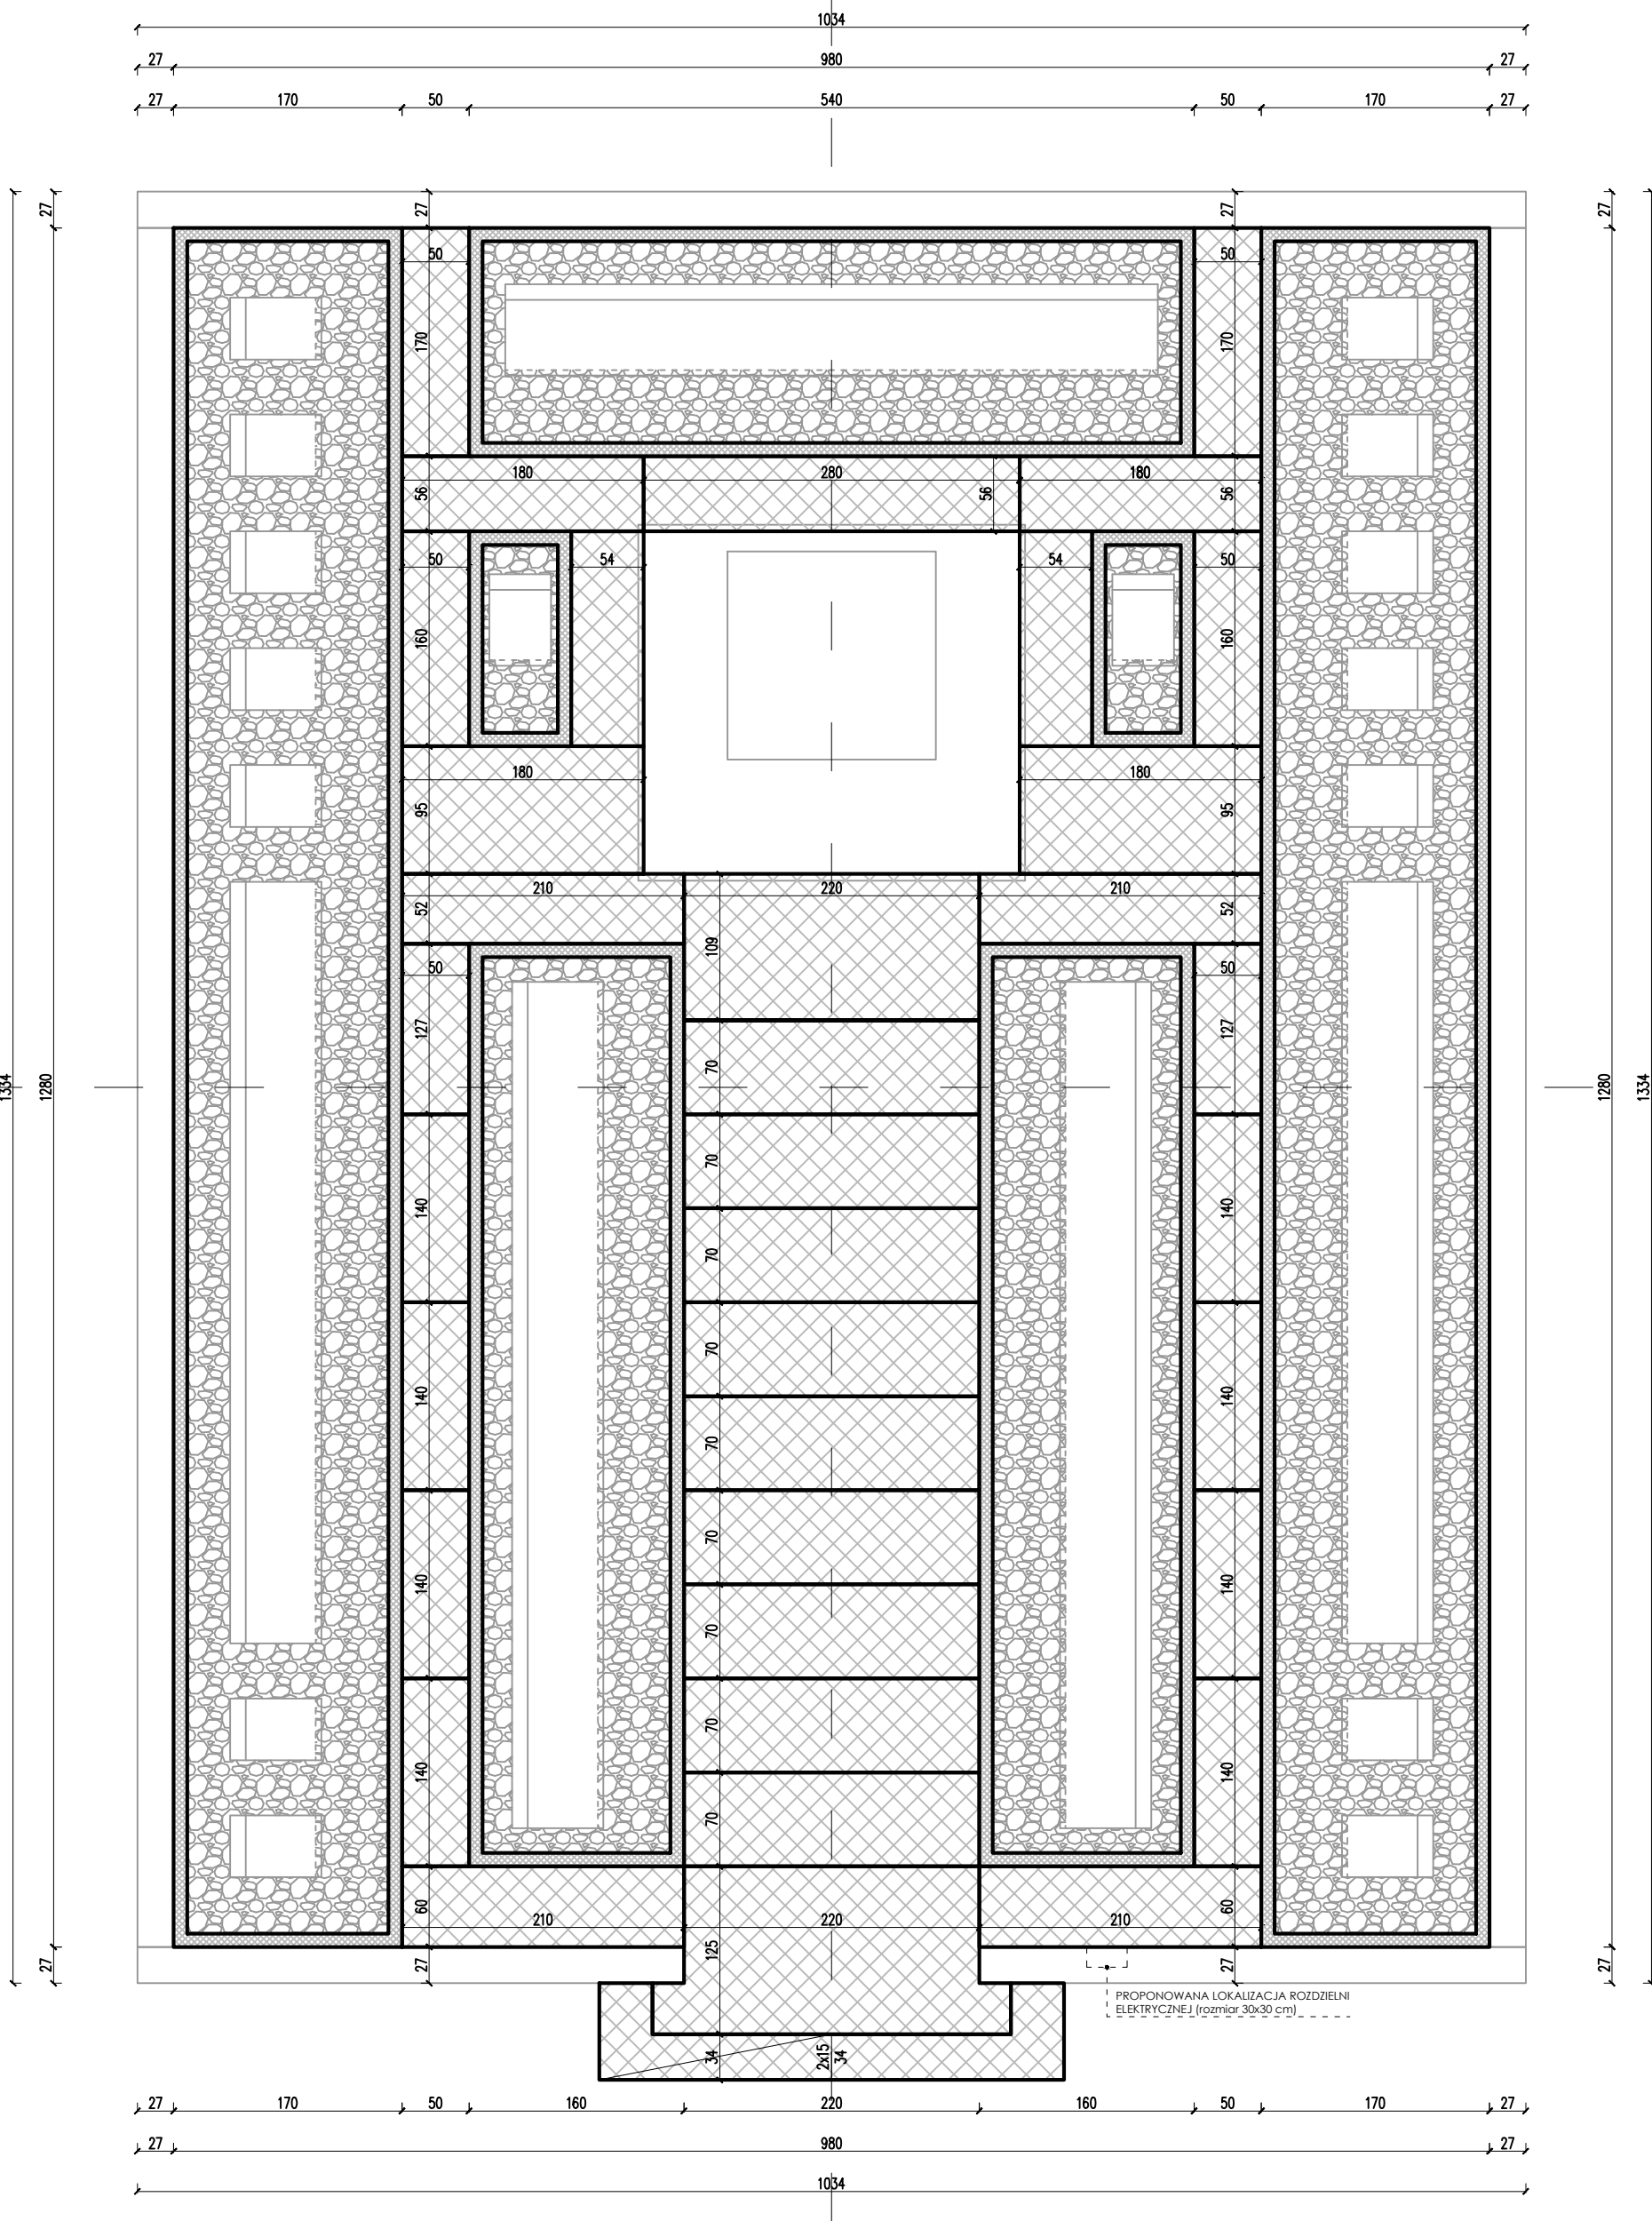 1034
27 980 27
27 170 50 540 50 170 27
27 27 27 27
50 50
170 170
180 280 180
56 56 56
50 54 54 50
160 160
180 180
95 95
210 220 210
52 52
109
50 50
127 70 127
1334 1280 1280 1334
70
140 70 140
70
140 70 140
70
140 70 140
70
140 70 140
70
60 60
210 220 210
27 27 125 27 27
PROPONOWANA LOKALIZACJA ROZDZIELNI
ELEKTRYCZNEJ (rozmiar 30x30 cm)
34 2x15
34
27 170 50 160 220 160 50 170 27
27 980 27
1034